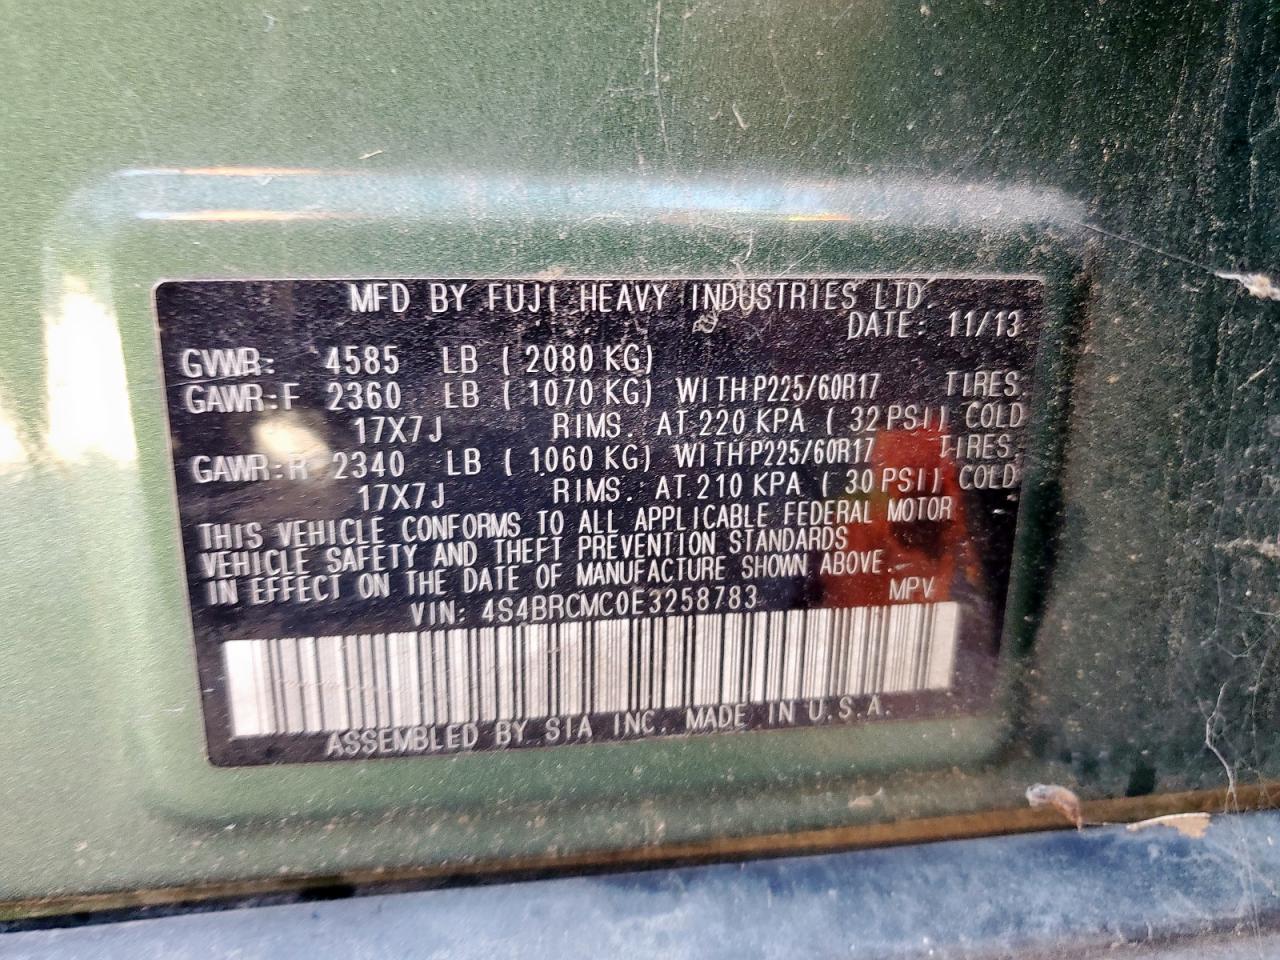 MFD BY FUJI HEAVY INDUSTRIES LTD.
DATE: 11/13
GVWR: 4585 LB ( 2080 KG)
GAWR:F 2360 LB ( 1070 KG) WITH P225/60R17 TIRES.
17X7J RIMS. AT 220 KPA ( 32 PSI) COLD
GAWR:R 2340 LB ( 1060 KG) WITH P225/60R17 TIRES.
17X7J RIMS. AT 210 KPA ( 30 PSI) COLD
THIS VEHICLE CONFORMS TO ALL APPLICABLE FEDERAL MOTOR
VEHICLE SAFETY AND THEFT PREVENTION STANDARDS
IN EFFECT ON THE DATE OF MANUFACTURE SHOWN ABOVE.
VIN: 4S4BRCMC0E3258783 MPV
ASSEMBLED BY SIA INC. MADE IN U.S.A.